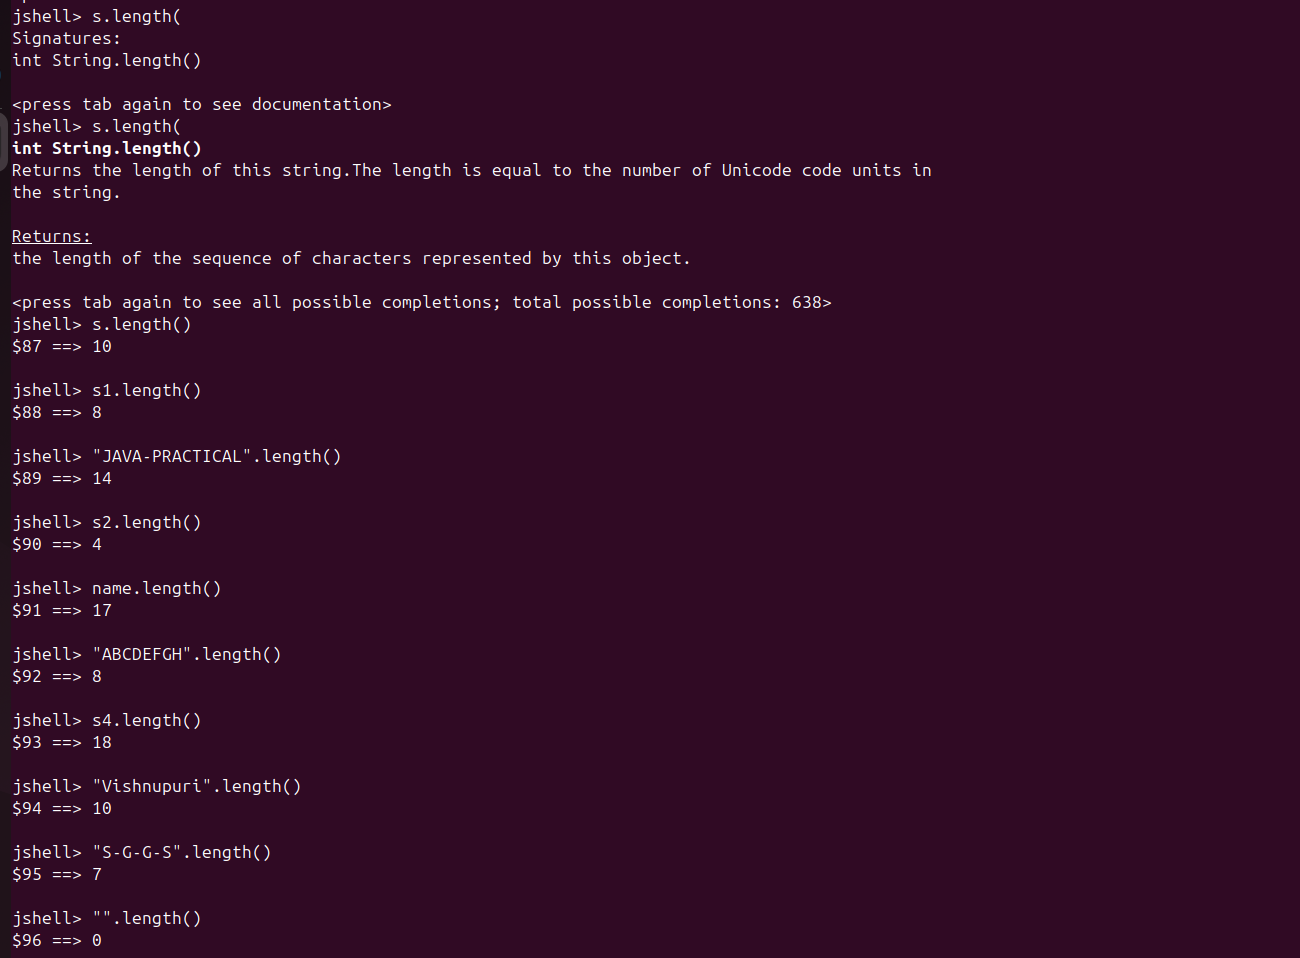 jshell> s.length(
Signatures:
int String.length()
<press tab again to see documentation>
jshell> s.length(
int String.length()
Returns the length of this string.The length is equal to the number of Unicode code units in
the string.
Returns:
the length of the sequence of characters represented by this object.
<press tab again to see all possible completions; total possible completions: 638>
jshell> s.length()
$87 ==> 10
jshell> s1.length()
$88 ==> 8
jshell> "JAVA-PRACTICAL".length()
$89 ==> 14
jshell> s2.length()
$90 ==> 4
jshell> name.length()
$91 ==> 17
jshell> "ABCDEFGH".length()
$92 ==> 8
jshell> s4.length()
$93 ==> 18
jshell> "Vishnupuri".length()
$94 ==> 10
jshell> "S-G-G-S".length()
$95 ==> 7
jshell> "".length()
$96 ==> 0